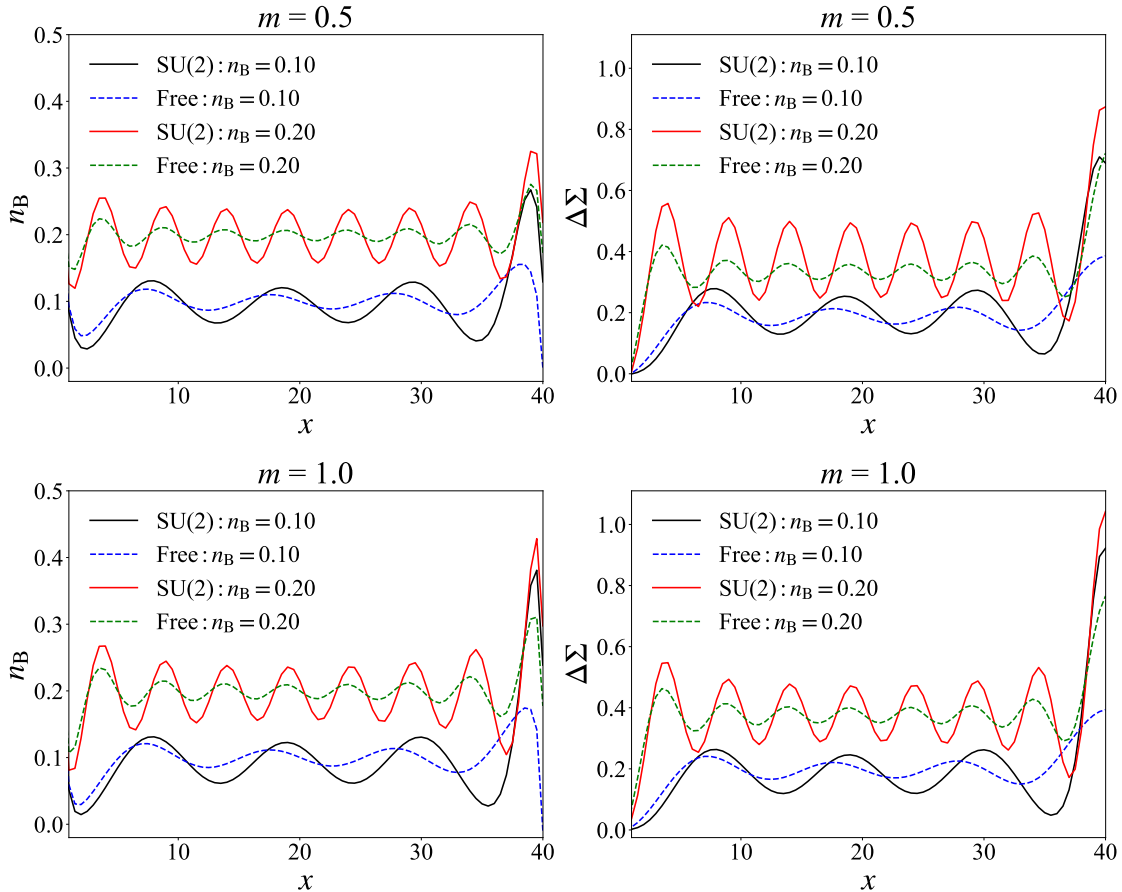 m = 0.5
n_B
0.5
0.4
0.3
0.2
0.1
0.0
SU(2) : n_B = 0.10
Free : n_B = 0.10
SU(2) : n_B = 0.20
Free : n_B = 0.20
10
20
30
40
x
m = 0.5
ΔΣ
1.0
0.8
0.6
0.4
0.2
0.0
SU(2) : n_B = 0.10
Free : n_B = 0.10
SU(2) : n_B = 0.20
Free : n_B = 0.20
10
20
30
40
x
m = 1.0
n_B
0.5
0.4
0.3
0.2
0.1
0.0
SU(2) : n_B = 0.10
Free : n_B = 0.10
SU(2) : n_B = 0.20
Free : n_B = 0.20
10
20
30
40
x
m = 1.0
ΔΣ
1.0
0.8
0.6
0.4
0.2
0.0
SU(2) : n_B = 0.10
Free : n_B = 0.10
SU(2) : n_B = 0.20
Free : n_B = 0.20
10
20
30
40
x